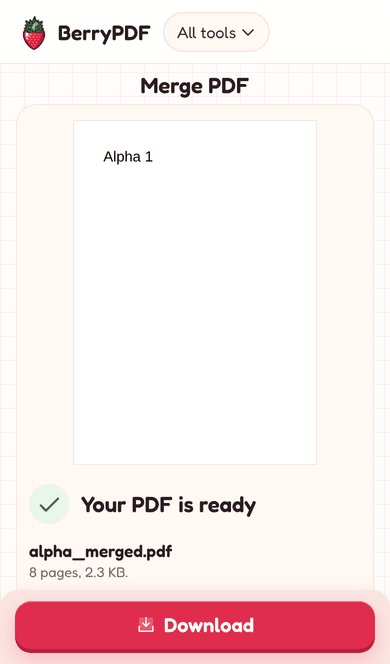 BerryPDF
All tools
Merge PDF
Alpha 1
Your PDF is ready
alpha_merged.pdf
8 pages, 2.3 KB.
Download